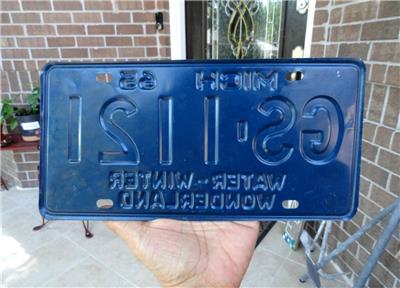 MICH 65
GS-1121
WATER-WINTER
WONDERLAND